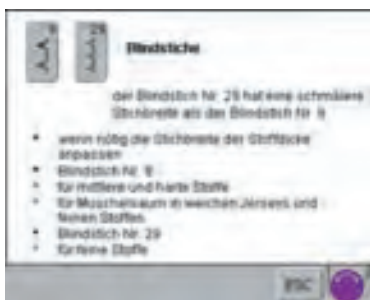 Blindstiche
der Blindstich Nr. 29 hat eine schmälere
Stichbreite als der Blindstich Nr. 9
• wenn nötig die Stichbreite der Stoffdicke
anpassen
• Blindstich Nr. 9
• für mittlere und harte Stoffe
• für Muschelsaum in weichen Jerseys und
feinen Stoffen
• Blindstich Nr. 29
• für feine Stoffe
ESC